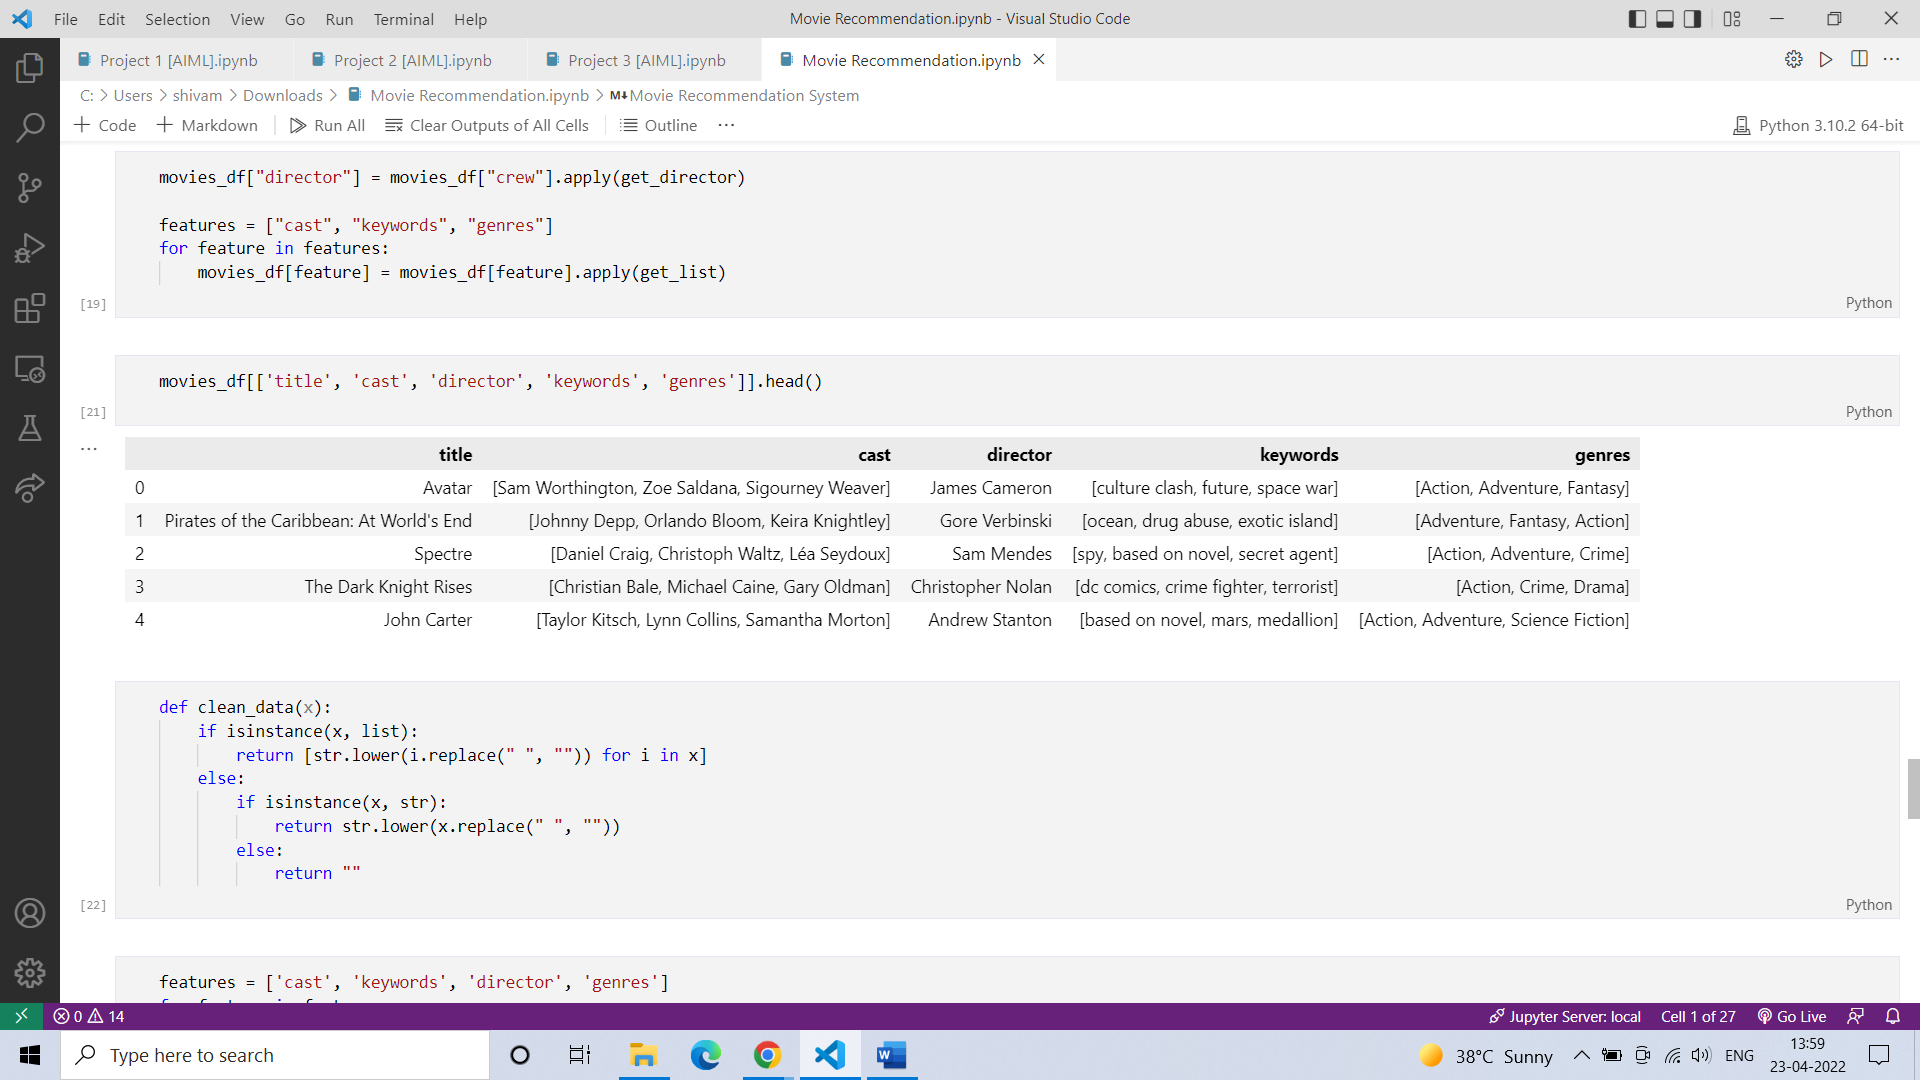 File Edit Selection View Go Run Terminal Help
Movie Recommendation.ipynb - Visual Studio Code
Project 1 [AIML].ipynb
Project 2 [AIML].ipynb
Project 3 [AIML].ipynb
Movie Recommendation.ipynb
C: > Users > shivam > Downloads > Movie Recommendation.ipynb > M↓Movie Recommendation System
+ Code + Markdown Run All Clear Outputs of All Cells Outline ···
Python 3.10.2 64-bit
movies_df["director"] = movies_df["crew"].apply(get_director)
features = ["cast", "keywords", "genres"]
for feature in features:
    movies_df[feature] = movies_df[feature].apply(get_list)
[19] Python
movies_df[['title', 'cast', 'director', 'keywords', 'genres']].head()
[21] Python
···
title cast director keywords genres
0 Avatar [Sam Worthington, Zoe Saldana, Sigourney Weaver] James Cameron [culture clash, future, space war] [Action, Adventure, Fantasy]
1 Pirates of the Caribbean: At World's End [Johnny Depp, Orlando Bloom, Keira Knightley] Gore Verbinski [ocean, drug abuse, exotic island] [Adventure, Fantasy, Action]
2 Spectre [Daniel Craig, Christoph Waltz, Léa Seydoux] Sam Mendes [spy, based on novel, secret agent] [Action, Adventure, Crime]
3 The Dark Knight Rises [Christian Bale, Michael Caine, Gary Oldman] Christopher Nolan [dc comics, crime fighter, terrorist] [Action, Crime, Drama]
4 John Carter [Taylor Kitsch, Lynn Collins, Samantha Morton] Andrew Stanton [based on novel, mars, medallion] [Action, Adventure, Science Fiction]
def clean_data(x):
    if isinstance(x, list):
        return [str.lower(i.replace(" ", "")) for i in x]
    else:
        if isinstance(x, str):
            return str.lower(x.replace(" ", ""))
        else:
            return ""
[22] Python
features = ['cast', 'keywords', 'director', 'genres']
0 14
Jupyter Server: local Cell 1 of 27 Go Live
Type here to search
W
38°C Sunny
ENG
13:59
23-04-2022